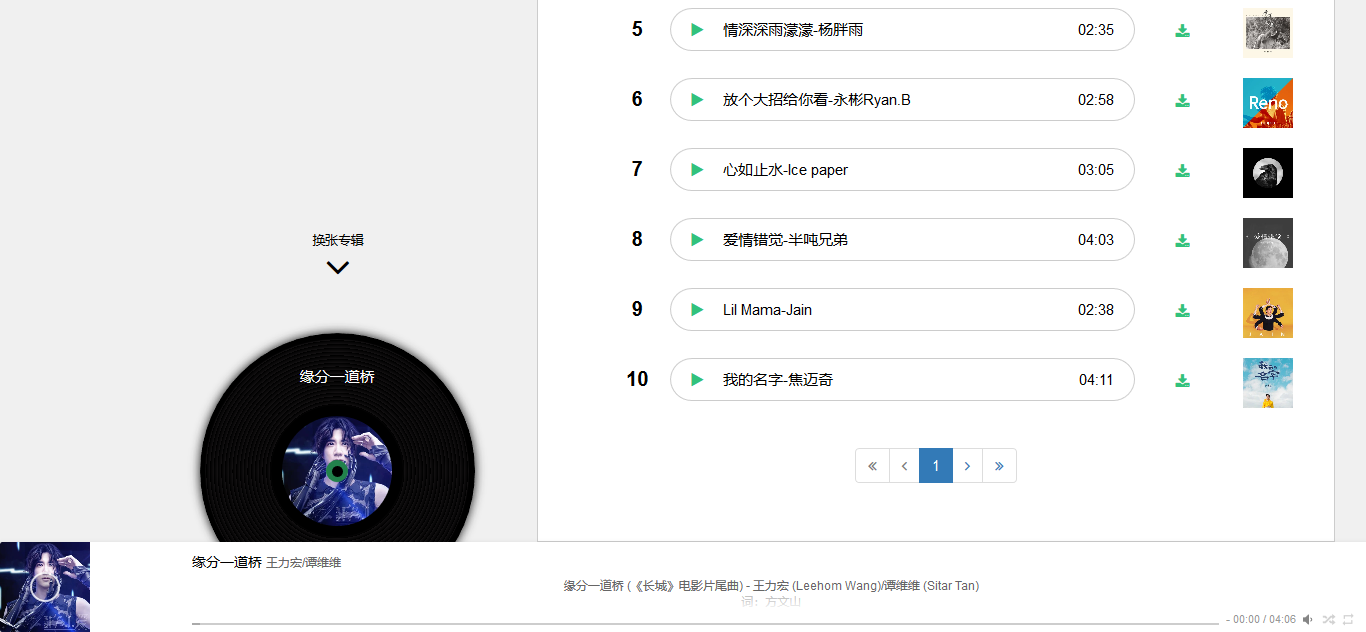 5 情深深雨濛濛-杨胖雨 02:35
6 放个大招给你看-永彬Ryan.B 02:58
Reno
7 心如止水-Ice paper 03:05
8 爱情错觉-半吨兄弟 04:03
9 Lil Mama-Jain 02:38
10 我的名字-焦迈奇 04:11
« ‹ 1 › »
换张专辑
缘分一道桥
缘分一道桥 王力宏/谭维维
缘分一道桥 (《长城》电影片尾曲) - 王力宏 (Leehom Wang)/谭维维 (Sitar Tan)
词：方文山
- 00:00 / 04:06